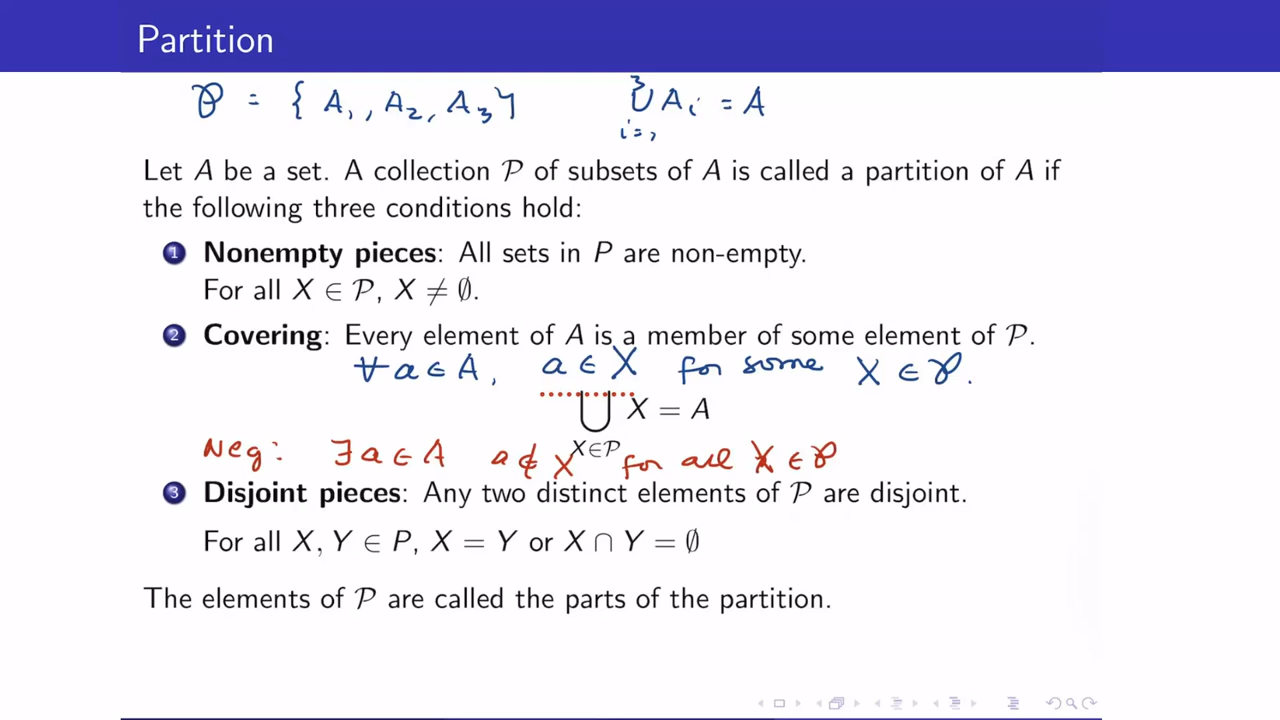 Partition
𝒫 = { A₁, A₂, A₃ }     ³∪ᵢ₌₁ Aᵢ = A
Let A be a set. A collection 𝒫 of subsets of A is called a partition of A if
the following three conditions hold:
1 Nonempty pieces: All sets in P are non-empty.
For all X ∈ 𝒫, X ≠ ∅.
2 Covering: Every element of A is a member of some element of 𝒫.
∀a ∈ A, a ∈ X for some X ∈ 𝒫.
⋃ X = A
X∈𝒫
Neg: ∃a ∈ A a ∉ X for all X ∈ 𝒫
3 Disjoint pieces: Any two distinct elements of 𝒫 are disjoint.
For all X, Y ∈ P, X = Y or X ∩ Y = ∅
The elements of 𝒫 are called the parts of the partition.